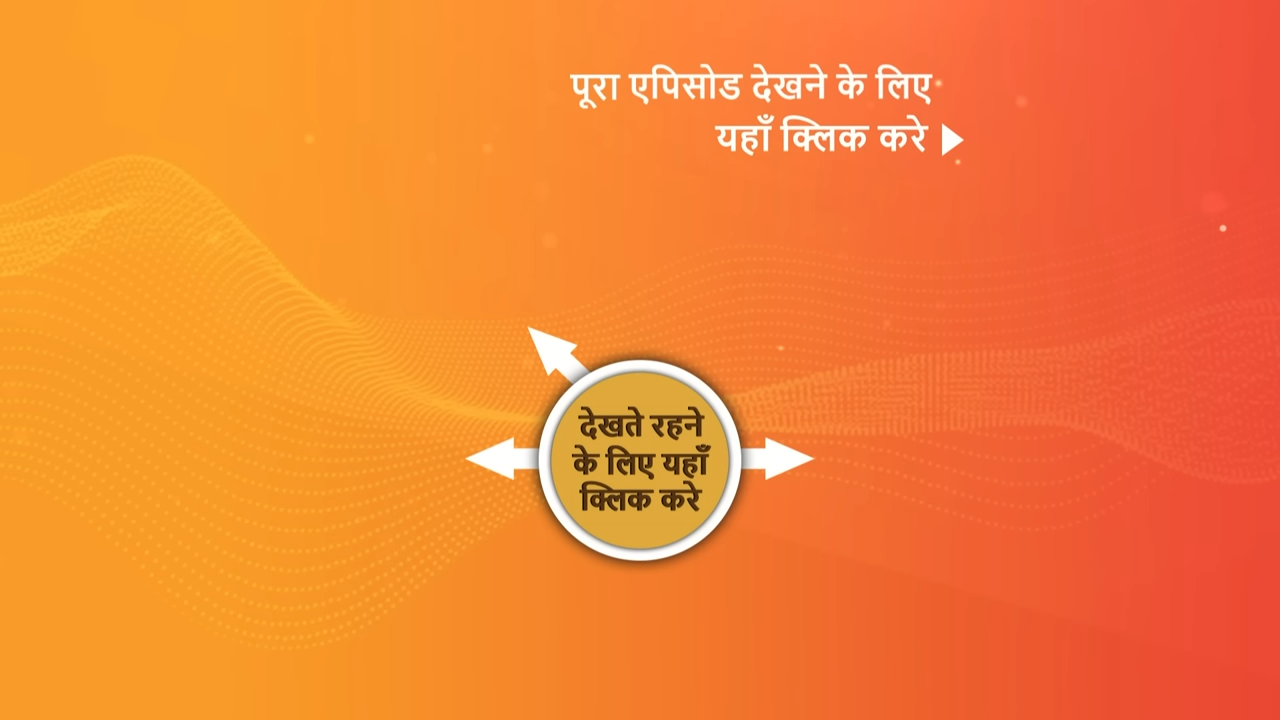 पूरा एपिसोड देखने के लिए
यहाँ क्लिक करे
देखते रहने
के लिए यहाँ
क्लिक करे